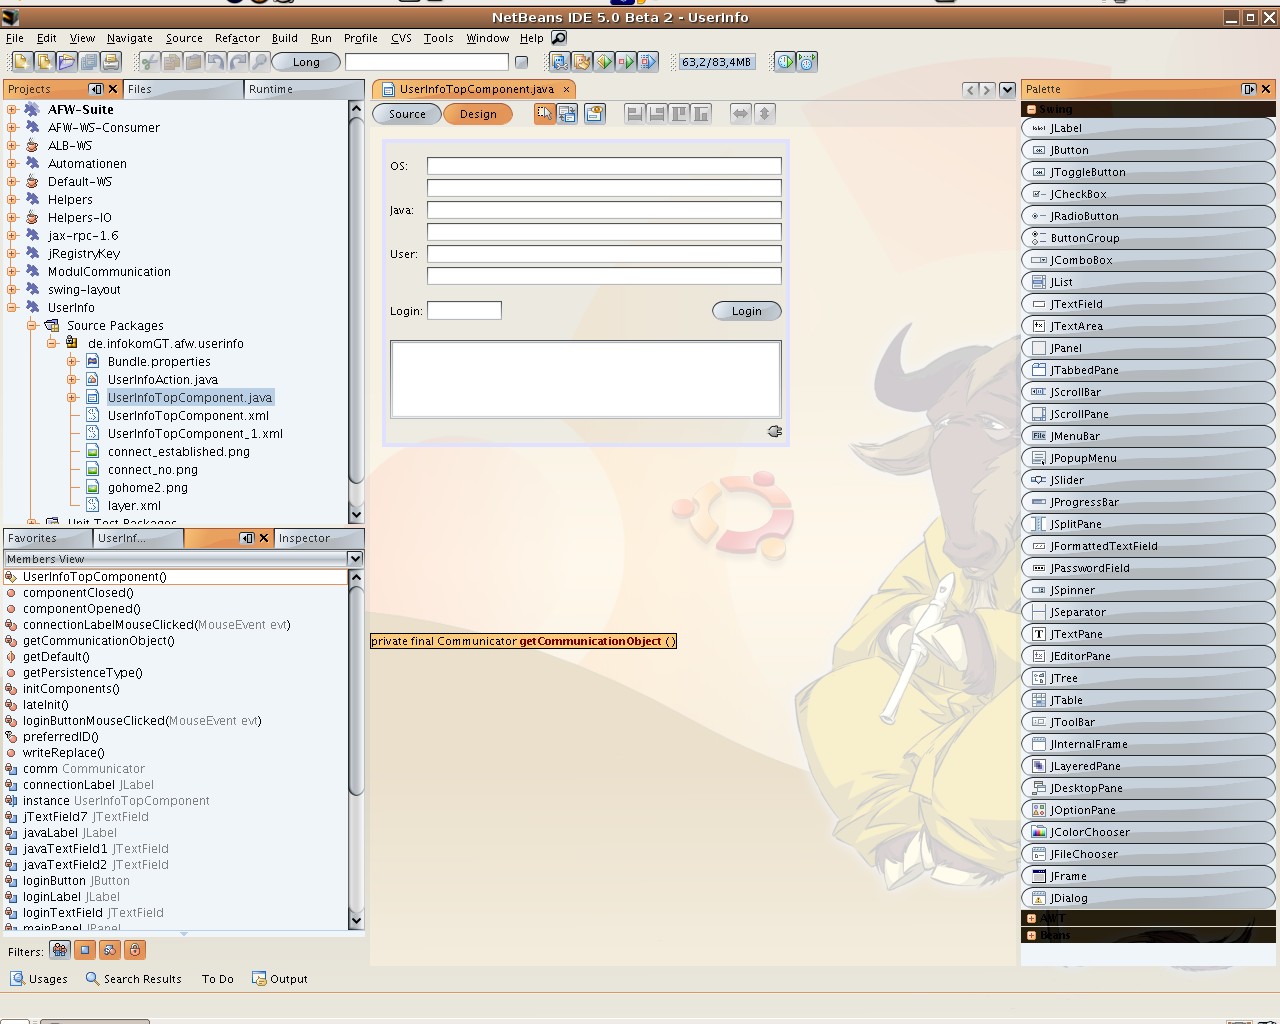 NetBeans IDE 5.0 Beta 2 - UserInfo
File Edit View Navigate Source Refactor Build Run Profile CVS Tools Window Help
Long 63,2/83,4MB
Projects Files Runtime
AFW-Suite
AFW-WS-Consumer
ALB-WS
Automationen
Default-WS
Helpers
Helpers-IO
jax-rpc-1.6
jRegistryKey
ModulCommunication
swing-layout
UserInfo
Source Packages
de.infokomGT.afw.userinfo
Bundle.properties
UserInfoAction.java
UserInfoTopComponent.java
UserInfoTopComponent.xml
UserInfoTopComponent_1.xml
connect_established.png
connect_no.png
gohome2.png
layer.xml
Unit Test Packages
Favorites UserInf... Inspector
Members View
UserInfoTopComponent()
componentClosed()
componentOpened()
connectionLabelMouseClicked(MouseEvent evt)
getCommunicationObject()
getDefault()
getPersistenceType()
initComponents()
lateInit()
loginButtonMouseClicked(MouseEvent evt)
preferredID()
writeReplace()
comm Communicator
connectionLabel JLabel
instance UserInfoTopComponent
jTextField7 JTextField
javaLabel JLabel
javaTextField1 JTextField
javaTextField2 JTextField
loginButton JButton
loginLabel JLabel
loginTextField JTextField
mainPanel JPanel
Filters:
Usages Search Results To Do Output
UserInfoTopComponent.java
Source Design
OS:
Java:
User:
Login: Login
private final Communicator getCommunicationObject ()
Palette
Swing
JLabel
JButton
JToggleButton
JCheckBox
JRadioButton
ButtonGroup
JComboBox
JList
JTextField
JTextArea
JPanel
JTabbedPane
JScrollBar
JScrollPane
JMenuBar
JPopupMenu
JSlider
JProgressBar
JSplitPane
JFormattedTextField
JPasswordField
JSpinner
JSeparator
JTextPane
JEditorPane
JTree
JTable
JToolBar
JInternalFrame
JLayeredPane
JDesktopPane
JOptionPane
JColorChooser
JFileChooser
JFrame
JDialog
AWT
Beans